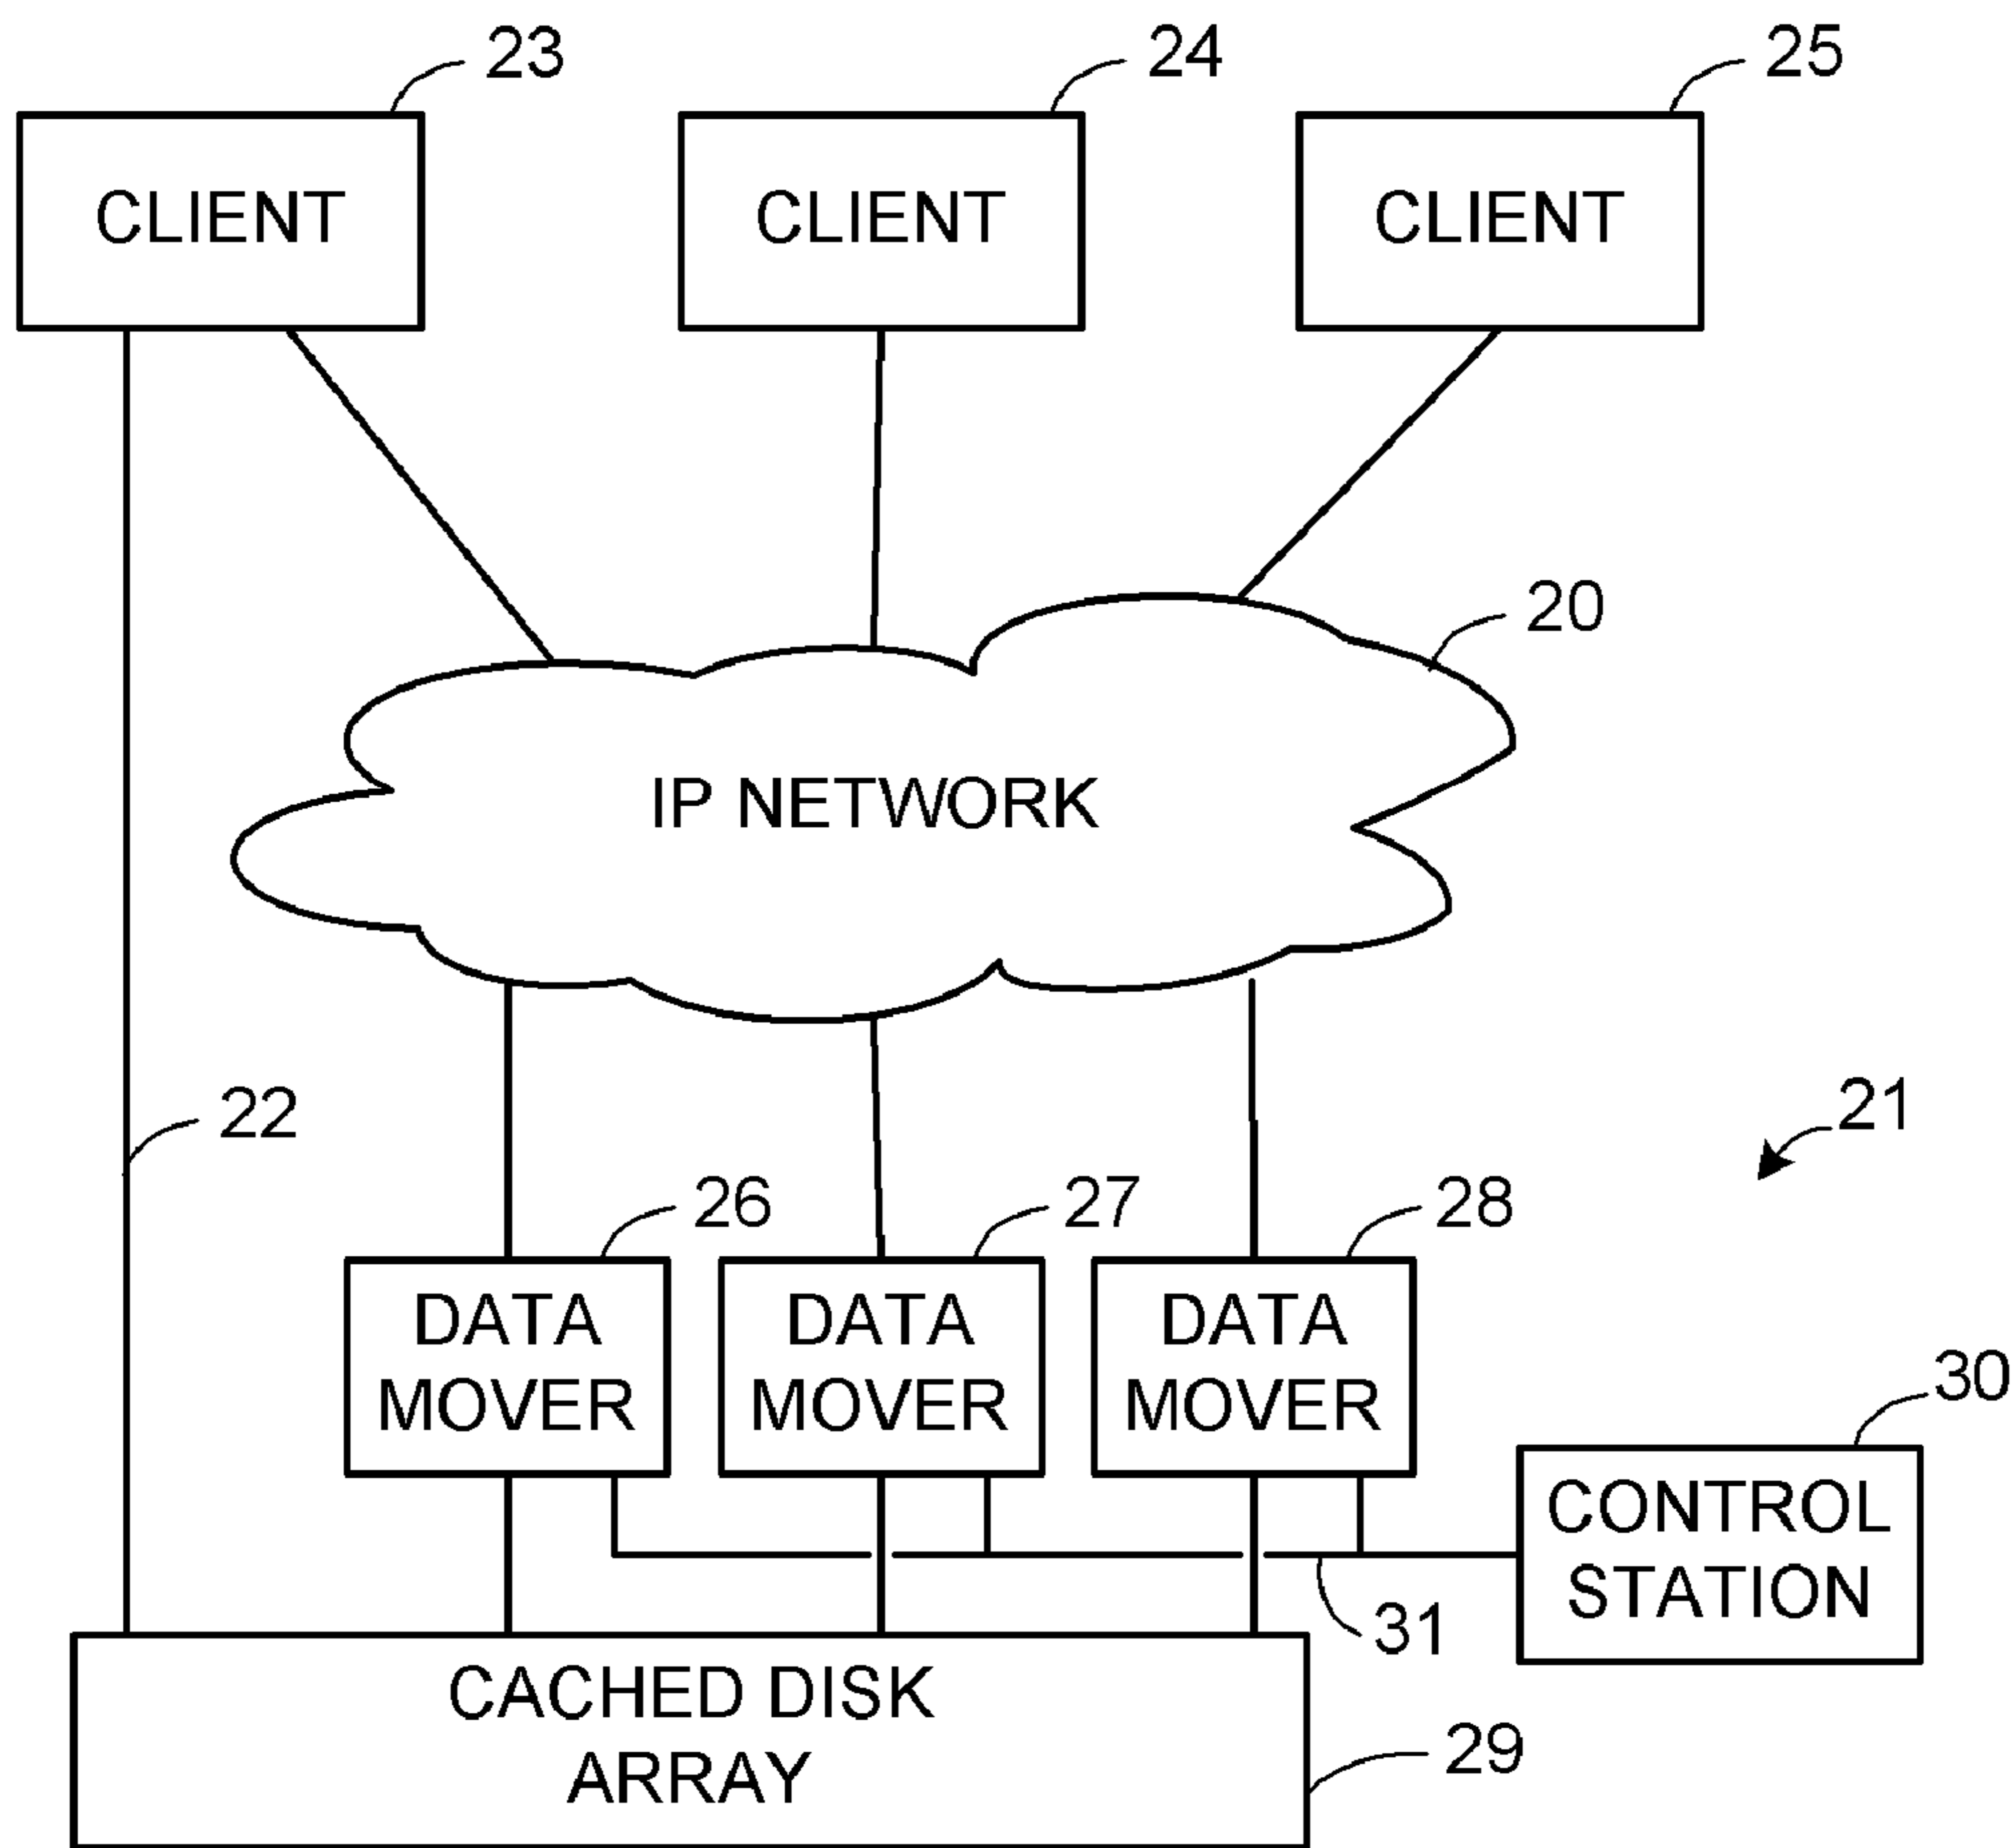 23
24
25
CLIENT
CLIENT
CLIENT
20
IP NETWORK
22
21
26
27
28
DATA
MOVER
DATA
MOVER
DATA
MOVER
30
CONTROL
STATION
31
CACHED DISK
ARRAY
29